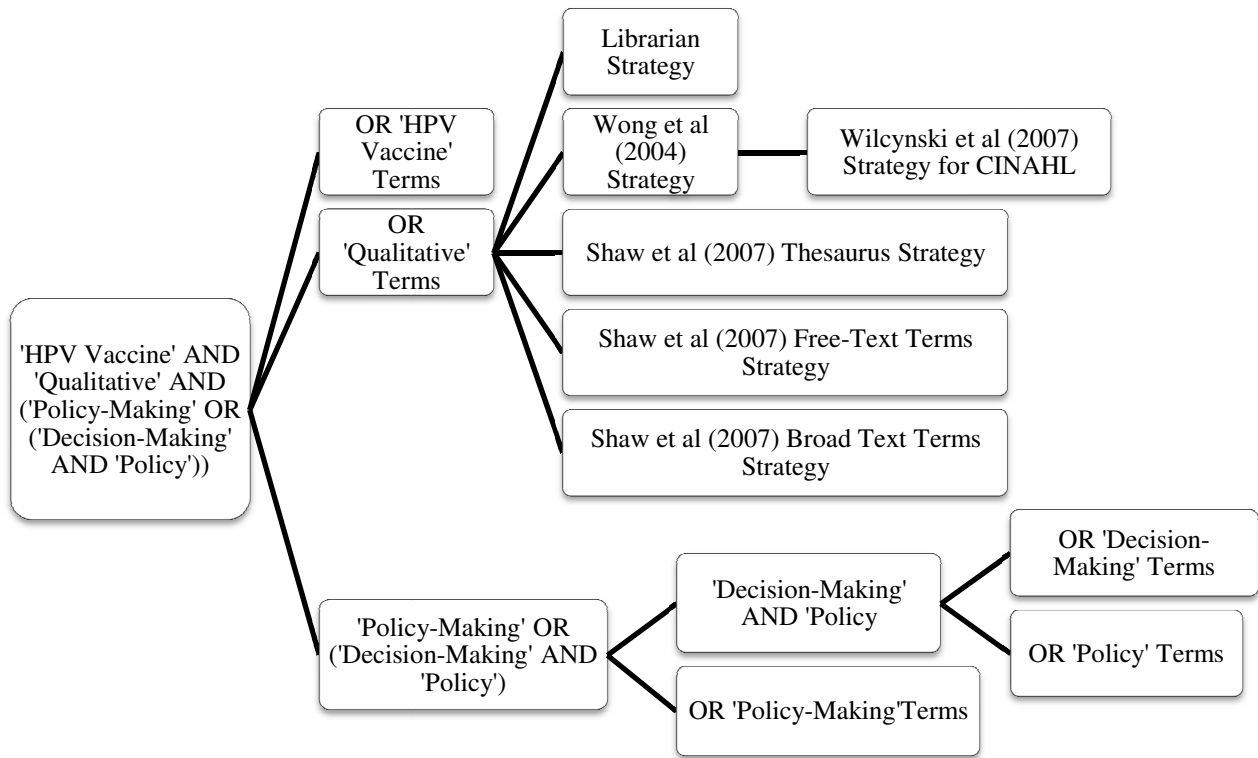 'HPV Vaccine' AND
'Qualitative' AND
('Policy-Making' OR
('Decision-Making'
AND 'Policy'))
OR 'HPV
Vaccine'
Terms
OR
'Qualitative'
Terms
Librarian
Strategy
Wong et al
(2004)
Strategy
Wilcynski et al (2007)
Strategy for CINAHL
Shaw et al (2007) Thesaurus Strategy
Shaw et al (2007) Free-Text Terms
Strategy
Shaw et al (2007) Broad Text Terms
Strategy
'Policy-Making' OR
('Decision-Making' AND
'Policy')
'Decision-Making'
AND 'Policy
OR 'Decision-
Making' Terms
OR 'Policy' Terms
OR 'Policy-Making'Terms